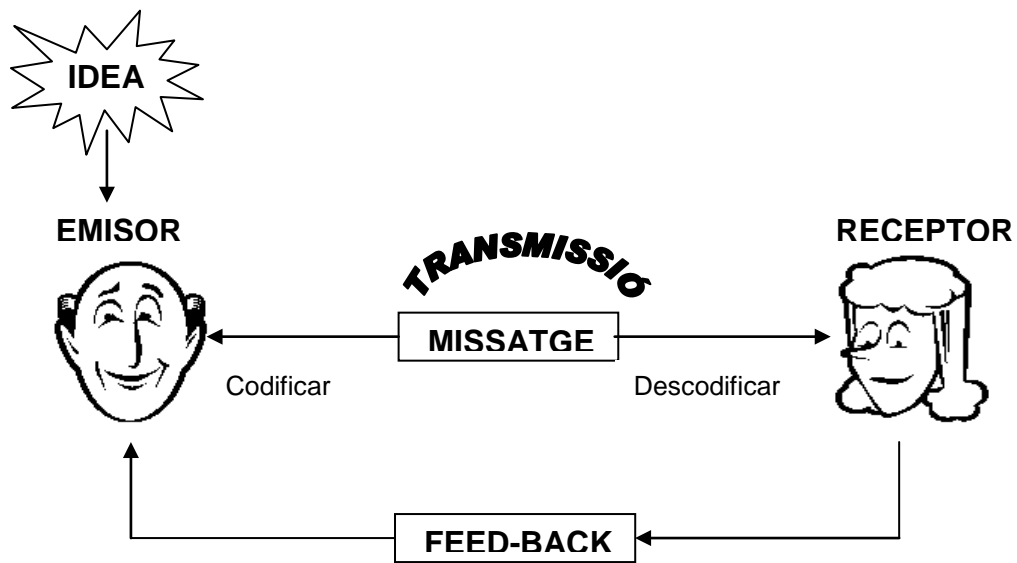 IDEA
EMISOR
RECEPTOR
TRANSMISSIÓ
MISSATGE
Codificar
Descodificar
FEED-BACK